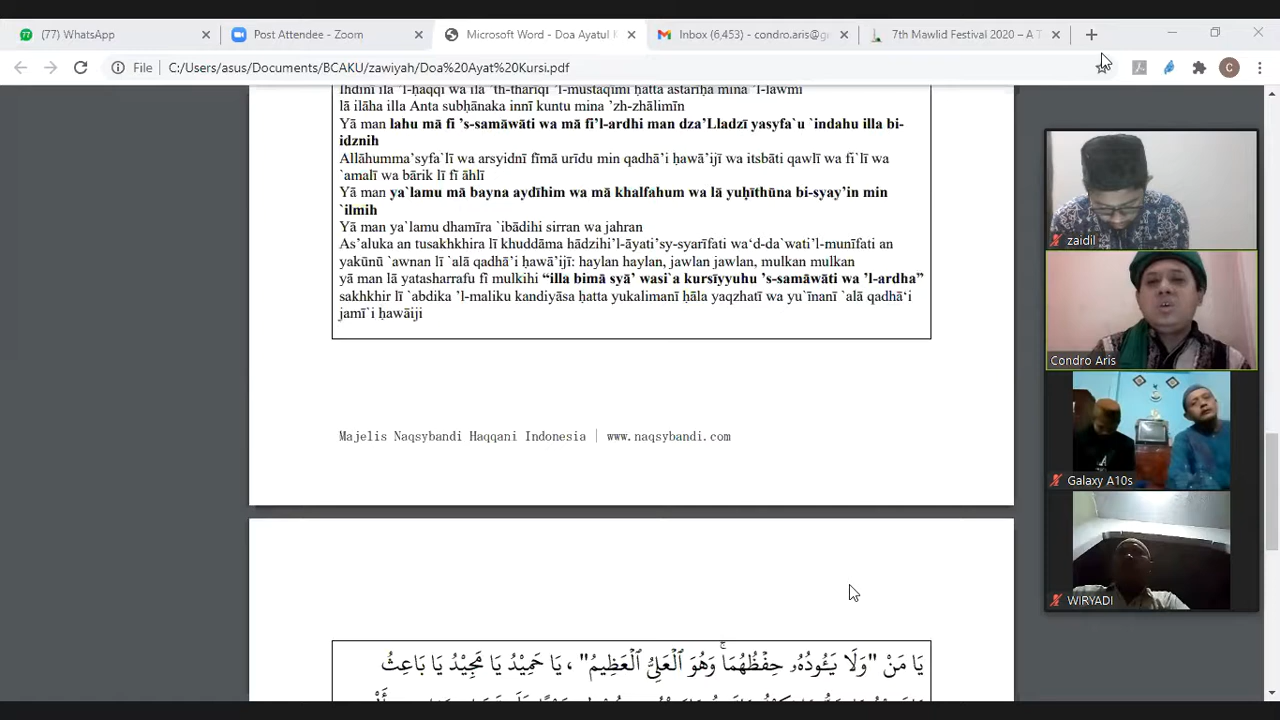 (77) WhatsApp
Post Attendee - Zoom
Microsoft Word - Doa Ayatul K
Inbox (6,453) - condro.aris@g
7th Mawlid Festival 2020 – A T
File
C:/Users/asus/Documents/BCAKU/zawiyah/Doa%20Ayat%20Kursi.pdf
C
Ihdinī ila 'l-ḥaqqi wa ila 'th-tharīqi 'l-mustaqīmi ḥatta astarīḥa mina 'l-lawmi
lā ilāha illa Anta subḥānaka innī kuntu mina 'zh-zhālimīn
Yā man lahu mā fi 's-samāwāti wa mā fi'l-ardhi man dza'Lladzī yasyfa`u `indahu illa bi-
idznih
Allāhumma'syfa`lī wa arsyidnī fīmā urīdu min qadhā'i ḥawā'ijī wa itsbāti qawlī wa fi`lī wa
`amalī wa bārik lī fī āhlī
Yā man ya`lamu mā bayna aydīhim wa mā khalfahum wa lā yuḥīthūna bi-syay'in min
`ilmih
Yā man ya`lamu dhamīra `ibādihi sirran wa jahran
As'aluka an tusakhkhira lī khuddāma hādzihi'l-āyati'sy-syarīfati wa'd-da`wati'l-munīfati an
yakūnū `awnan lī `alā qadhā'i ḥawā'ijī: haylan haylan, jawlan jawlan, mulkan mulkan
yā man lā yatasharrafu fī mulkihi “illa bimā syā' wasi`a kursīyyuhu 's-samāwāti wa 'l-ardha”
sakhkhir lī `abdika 'l-maliku kandiyāsa ḥatta yukalimanī ḥāla yaqzhatī wa yu`īnanī `alā qadhā‘i
jamī`i ḥawāiji
Majelis Naqsybandi Haqqani Indonesia | www.naqsybandi.com
يَا مَنْ "وَلَا يَـُٔودُهُۥ حِفْظُهُمَاۚ وَهُوَ ٱلْعَلِىُّ ٱلْعَظِيمُ" ، يَا حَمِيْدُ يَا مَجِيْدُ يَا بَاعِثُ
zaidil
Condro Aris
Galaxy A10s
WIRYADI